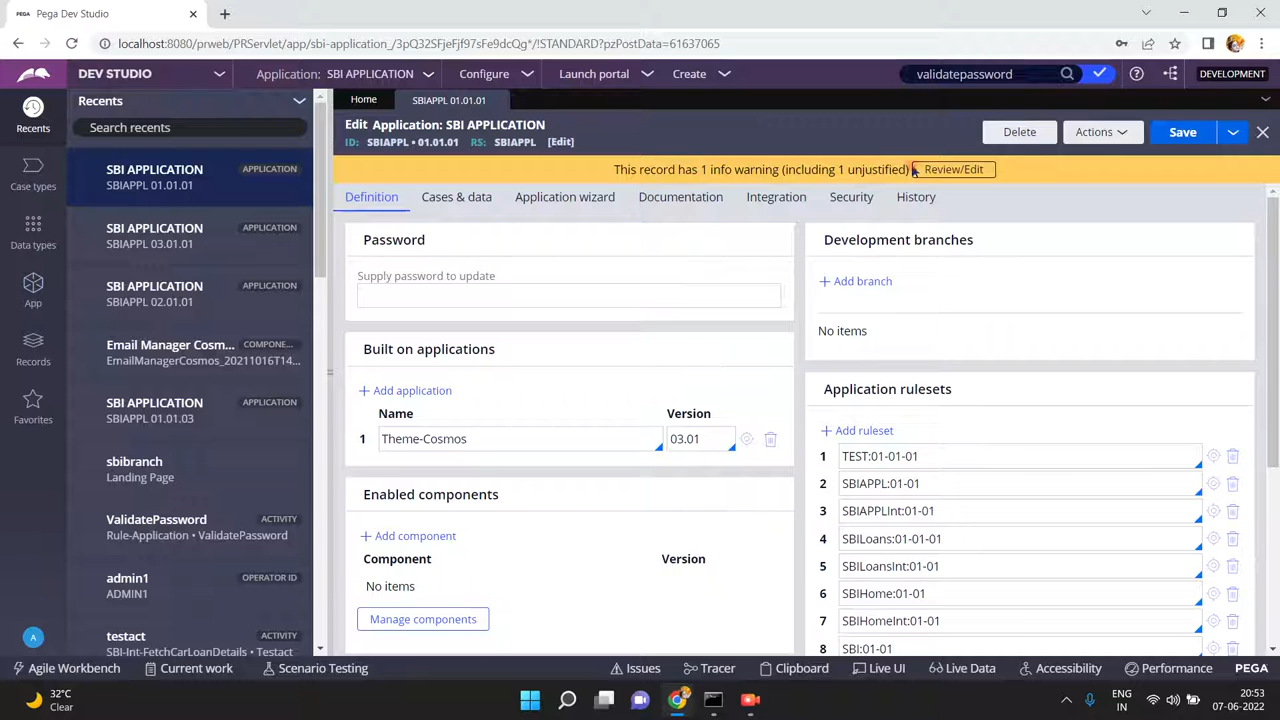 PEGA Pega Dev Studio
localhost:8080/prweb/PRServlet/app/sbi-application_/3pQ32SFjeFjf97sFe9dcQg*/!STANDARD?pzPostData=61637065
DEV STUDIO
Application: SBI APPLICATION
Configure
Launch portal
Create
validatepassword
DEVELOPMENT
Recents
Case types
Data types
App
Records
Favorites
A
Recents
Search recents
SBI APPLICATION APPLICATION
SBIAPPL 01.01.01
SBI APPLICATION APPLICATION
SBIAPPL 03.01.01
SBI APPLICATION APPLICATION
SBIAPPL 02.01.01
Email Manager Cosm... COMPONE...
EmailManagerCosmos_20211016T14...
SBI APPLICATION APPLICATION
SBIAPPL 01.01.03
sbibranch
Landing Page
ValidatePassword ACTIVITY
Rule-Application • ValidatePassword
admin1 OPERATOR ID
ADMIN1
testact ACTIVITY
SBI-Int-FetchCarLoanDetails • Testact
Home
SBIAPPL 01.01.01
Edit Application: SBI APPLICATION
ID: SBIAPPL • 01.01.01 RS: SBIAPPL [Edit]
Delete
Actions
Save
This record has 1 info warning (including 1 unjustified) Review/Edit
Definition
Cases & data
Application wizard
Documentation
Integration
Security
History
Password
Supply password to update
Built on applications
+ Add application
Name Version
1 Theme-Cosmos 03.01
Enabled components
+ Add component
Component Version
No items
Manage components
Development branches
+ Add branch
No items
Application rulesets
+ Add ruleset
1 TEST:01-01-01
2 SBIAPPL:01-01
3 SBIAPPLInt:01-01
4 SBILoans:01-01-01
5 SBILoansInt:01-01
6 SBIHome:01-01
7 SBIHomeInt:01-01
8 SBI:01-01
Agile Workbench
Current work
Scenario Testing
Issues
Tracer
Clipboard
Live UI
Live Data
Accessibility
Performance
PEGA
32°C
Clear
ENG
IN
20:53
07-06-2022